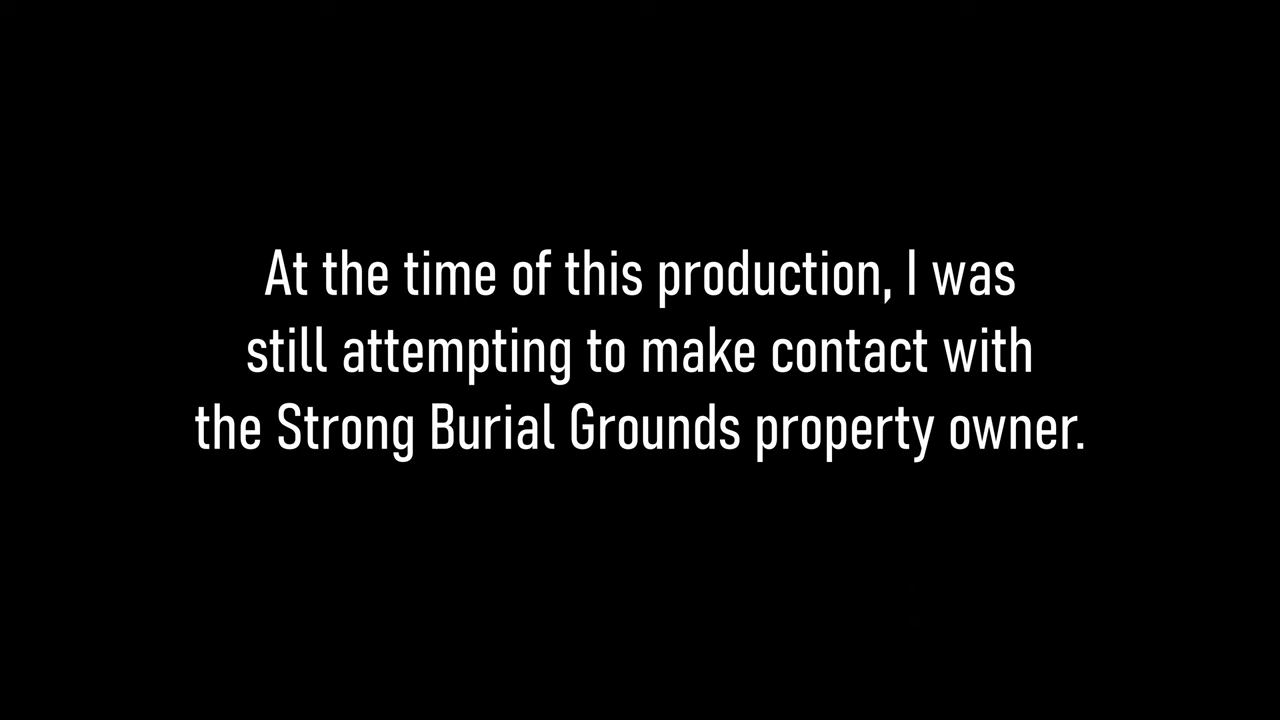 At the time of this production, I was
still attempting to make contact with
the Strong Burial Grounds property owner.